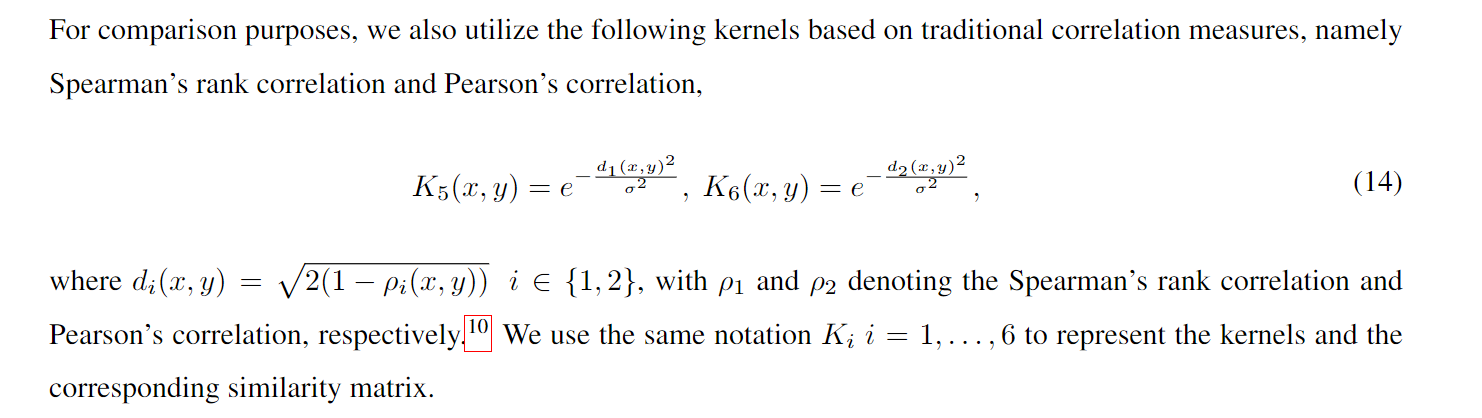 For comparison purposes, we also utilize the following kernels based on traditional correlation measures, namely
Spearman's rank correlation and Pearson's correlation,
K₅(x, y) = e^{−d₁(x,y)²/σ²}, K₆(x, y) = e^{−d₂(x,y)²/σ²}, (14)
where dᵢ(x, y) = √(2(1 − ρᵢ(x, y))) i ∈ {1, 2}, with ρ₁ and ρ₂ denoting the Spearman's rank correlation and
Pearson's correlation, respectively.¹⁰ We use the same notation Kᵢ i = 1, . . . , 6 to represent the kernels and the
corresponding similarity matrix.